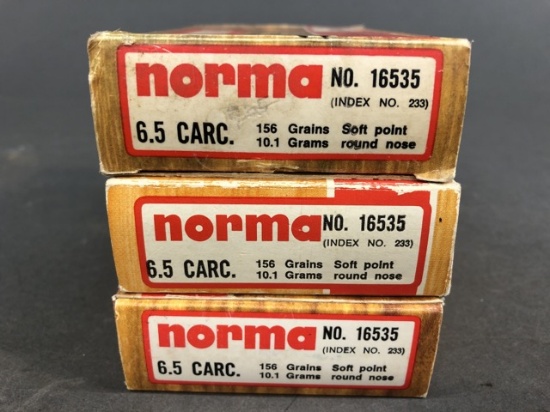 norma NO. 16535
(INDEX NO. 233)
6.5 CARC. 156 Grains Soft point
10.1 Grams round nose
norma NO. 16535
(INDEX NO. 233)
6.5 CARC. 156 Grains Soft point
10.1 Grams round nose
norma NO. 16535
(INDEX NO. 233)
6.5 CARC. 156 Grains Soft point
10.1 Grams round nose